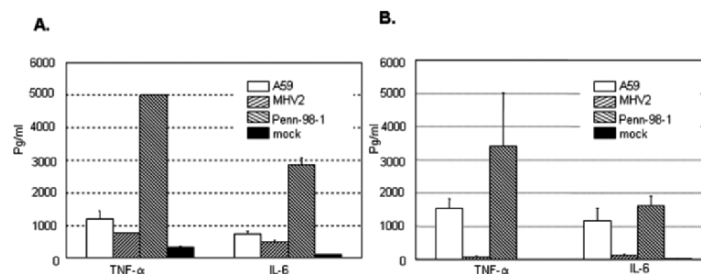 A.
6000
5000
4000
3000
2000
1000
0
Pg/ml
A59
MHV2
Penn-98-1
mock
TNF-α
IL-6
B.
6000
5000
4000
3000
2000
1000
0
Pg/ml
A59
MHV2
Penn-98-1
mock
TNF-α
IL-6